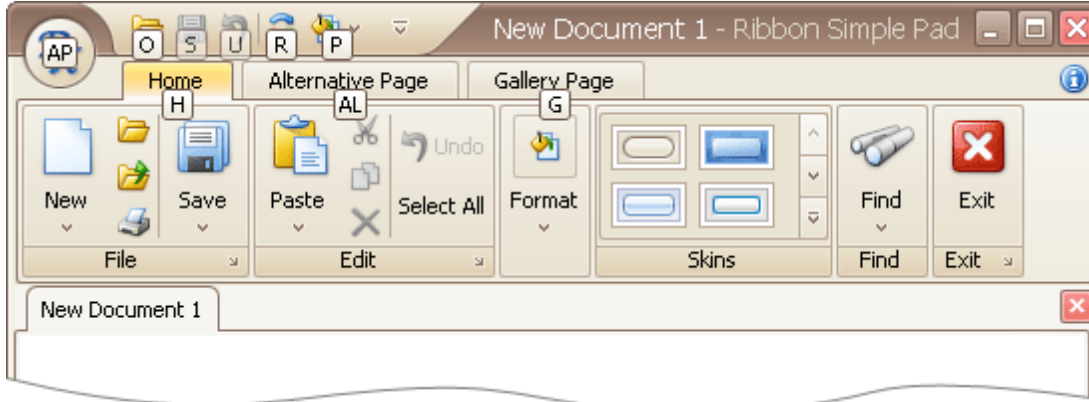 New Document 1 - Ribbon Simple Pad
AP O S U R P
Home Alternative Page Gallery Page
H AL G
Undo
New Save Paste Select All Format Find Exit
File Edit Skins Find Exit
New Document 1